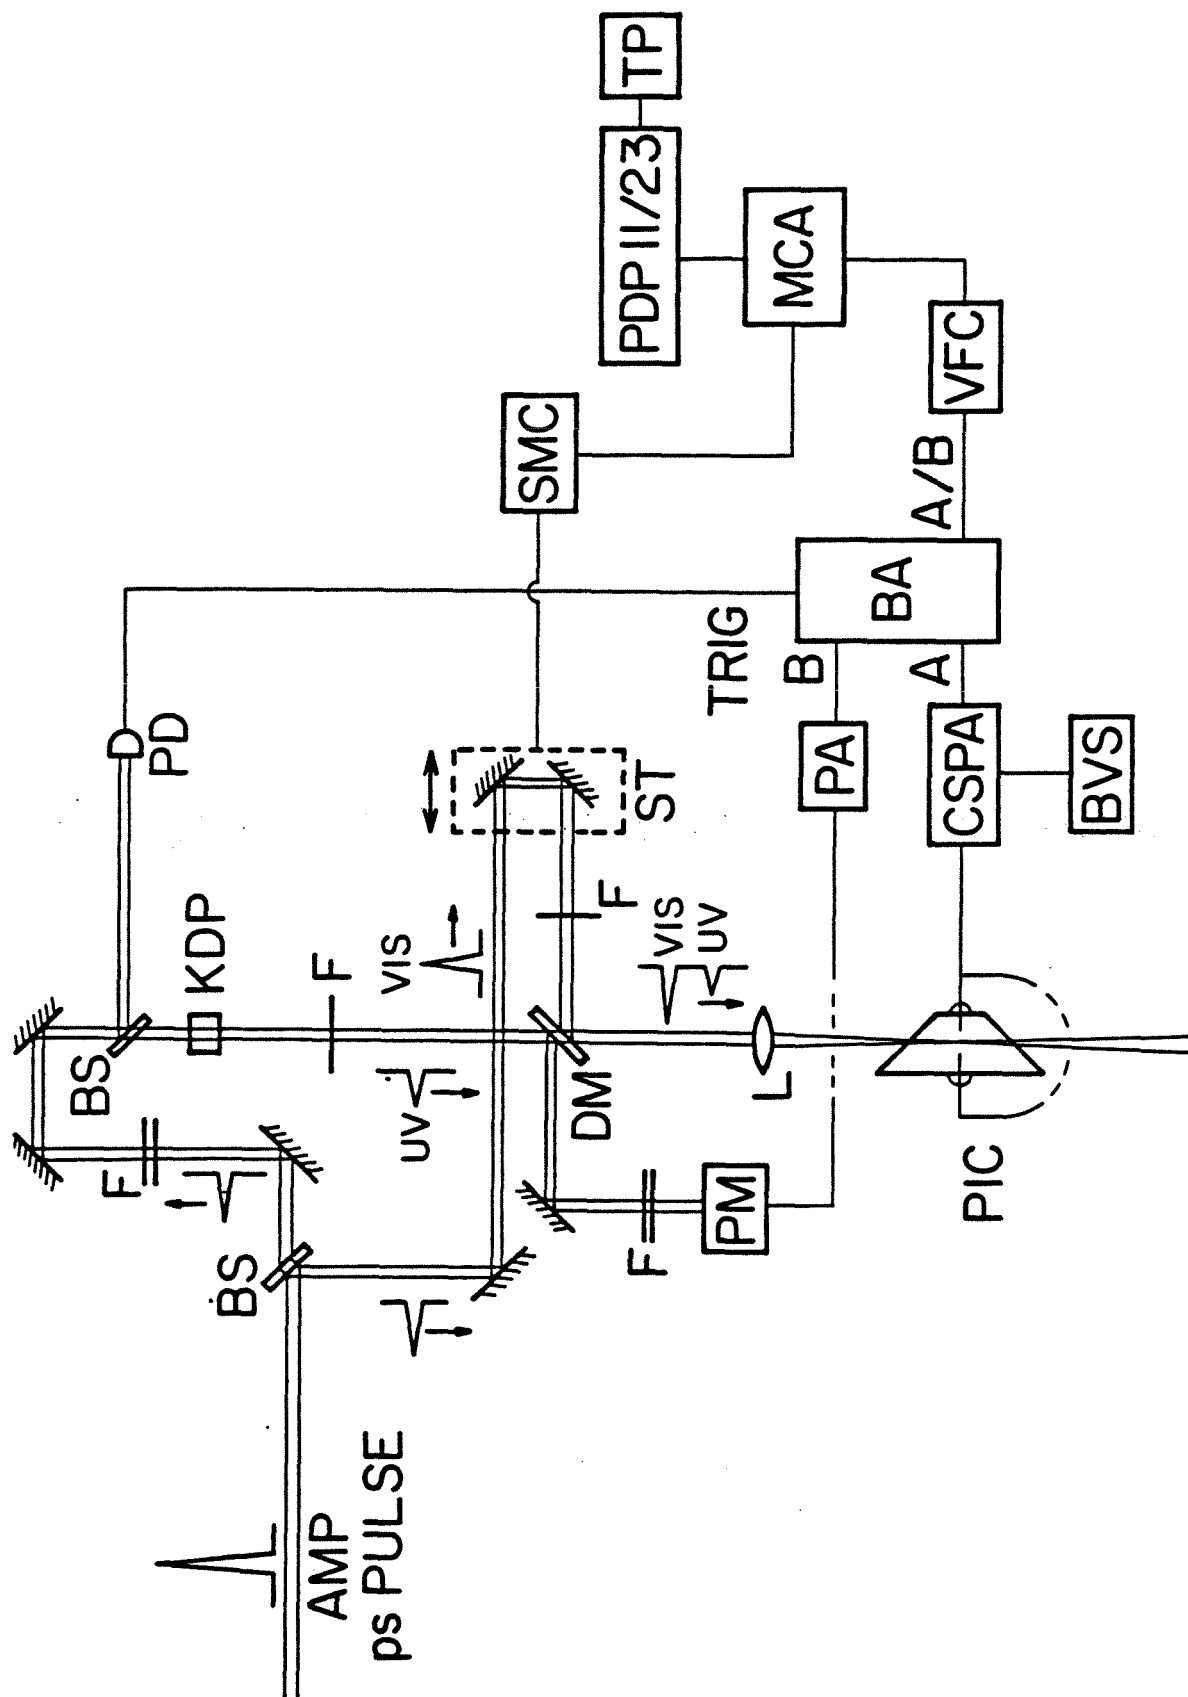 AMP
ps PULSE
BS
F
BS
KDP
PD
F
UV
VIS
DM
F
PM
F
ST
SMC
VIS
UV
L
PIC
PA
CSPA
BVS
TRIG
B
A
BA
A/B
VFC
MCA
PDP 11/23
TP